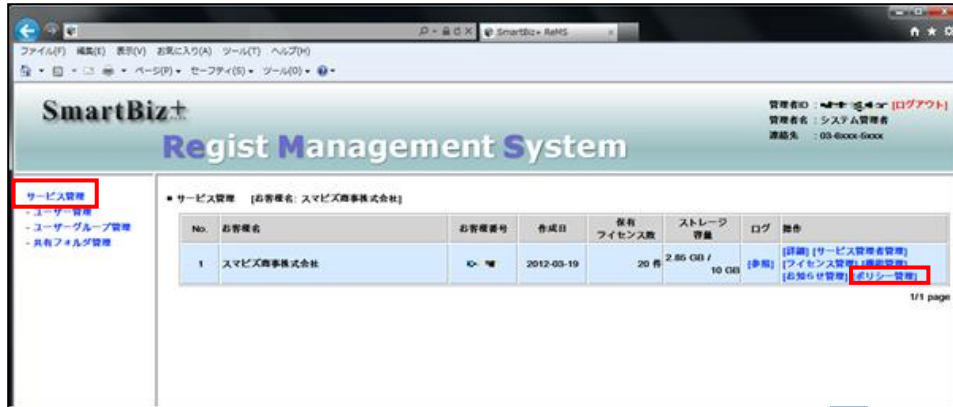 SmartBiz+ ReMS
ファイル(F) 編集(E) 表示(V) お気に入り(A) ツール(T) ヘルプ(H)
ページ(P) セーフティ(S) ツール(O)
SmartBiz+
Regist Management System
管理者ID : [ログアウト]
管理者名 : システム管理者
連絡先 : 03-6xxx-5xxx
サービス管理
- ユーザー管理
- ユーザーグループ管理
- 共有フォルダ管理
■ サービス管理 [お客様名: スマビズ商事株式会社]
No. お客様名 お客様番号 作成日 保有ライセンス数 ストレージ容量 ログ 操作
1 スマビズ商事株式会社 2012-03-19 20 件 2.86 GB / 10 GB [参照] [詳細] [サービス管理者管理]
[ライセンス管理] [機能管理]
[お知らせ管理] [ポリシー管理]
1/1 page